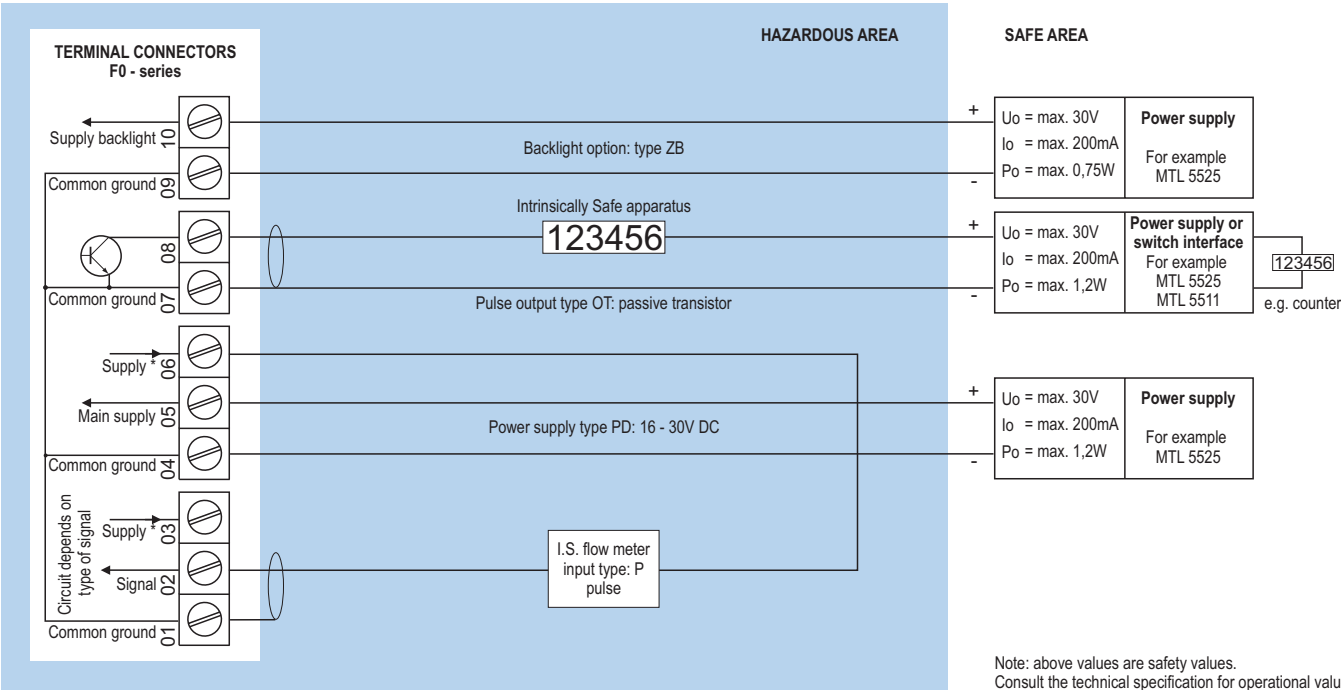 HAZARDOUS AREA
SAFE AREA
TERMINAL CONNECTORS
F0 - series
Supply backlight
10
Common ground
09
08
Common ground
07
Supply *
06
Main supply
05
Common ground
04
Circuit depends on
type of signal
Supply *
03
Signal
02
Common ground
01
Backlight option: type ZB
Intrinsically Safe apparatus
123456
Pulse output type OT: passive transistor
Power supply type PD: 16 - 30V DC
I.S. flow meter
input type: P
pulse
+
-
Uo = max. 30V
Io = max. 200mA
Po = max. 0,75W
Power supply
For example
MTL 5525
+
-
Uo = max. 30V
Io = max. 200mA
Po = max. 1,2W
Power supply or
switch interface
For example
MTL 5525
MTL 5511
123456
e.g. counter
+
-
Uo = max. 30V
Io = max. 200mA
Po = max. 1,2W
Power supply
For example
MTL 5525
Note: above values are safety values.
Consult the technical specification for operational valu